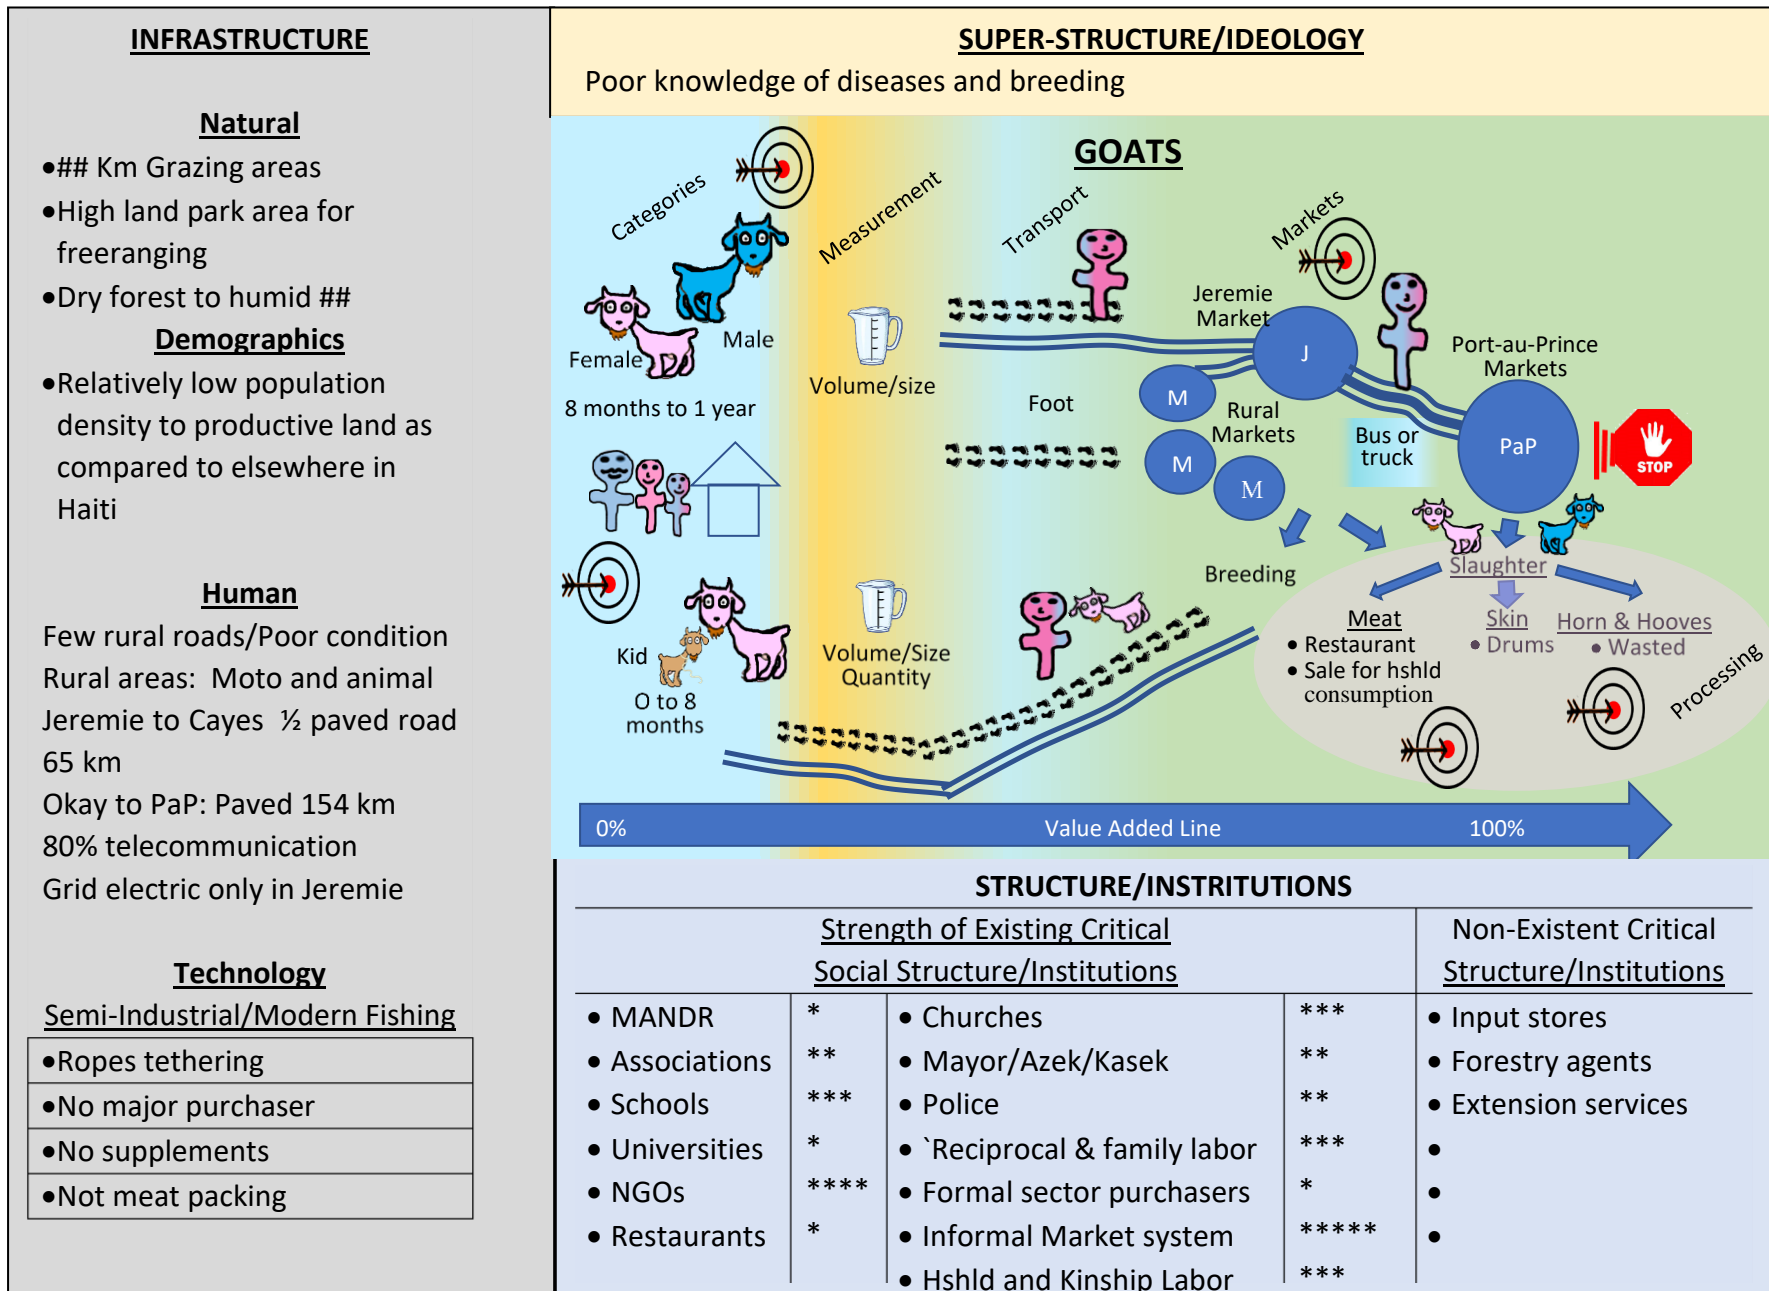 INFRASTRUCTURE
Natural
•## Km Grazing areas
•High land park area for
freeranging
•Dry forest to humid ##
Demographics
•Relatively low population
density to productive land as
compared to elsewhere in
Haiti
Human
Few rural roads/Poor condition
Rural areas: Moto and animal
Jeremie to Cayes ½ paved road
65 km
Okay to PaP: Paved 154 km
80% telecommunication
Grid electric only in Jeremie
Technology
Semi-Industrial/Modern Fishing
•Ropes tethering
•No major purchaser
•No supplements
•Not meat packing
SUPER-STRUCTURE/IDEOLOGY
Poor knowledge of diseases and breeding
GOATS
Categories
Measurement
Transport
Markets
Male
Female
8 months to 1 year
Volume/size
Foot
Jeremie
Market
J
M
M
M
Rural
Markets
Port-au-Prince
Markets
Bus or
truck
PaP
STOP
Kid
O to 8
months
Volume/Size
Quantity
Breeding
Slaughter
Meat
• Restaurant
• Sale for hshld
consumption
Skin
• Drums
Horn & Hooves
• Wasted
Processing
0% Value Added Line 100%
STRUCTURE/INSTRITUTIONS
Strength of Existing Critical
Social Structure/Institutions
Non-Existent Critical
Structure/Institutions
• MANDR * • Churches *** • Input stores
• Associations ** • Mayor/Azek/Kasek ** • Forestry agents
• Schools *** • Police ** • Extension services
• Universities * • `Reciprocal & family labor *** •
• NGOs **** • Formal sector purchasers * •
• Restaurants * • Informal Market system ***** •
• Hshld and Kinship Labor ***